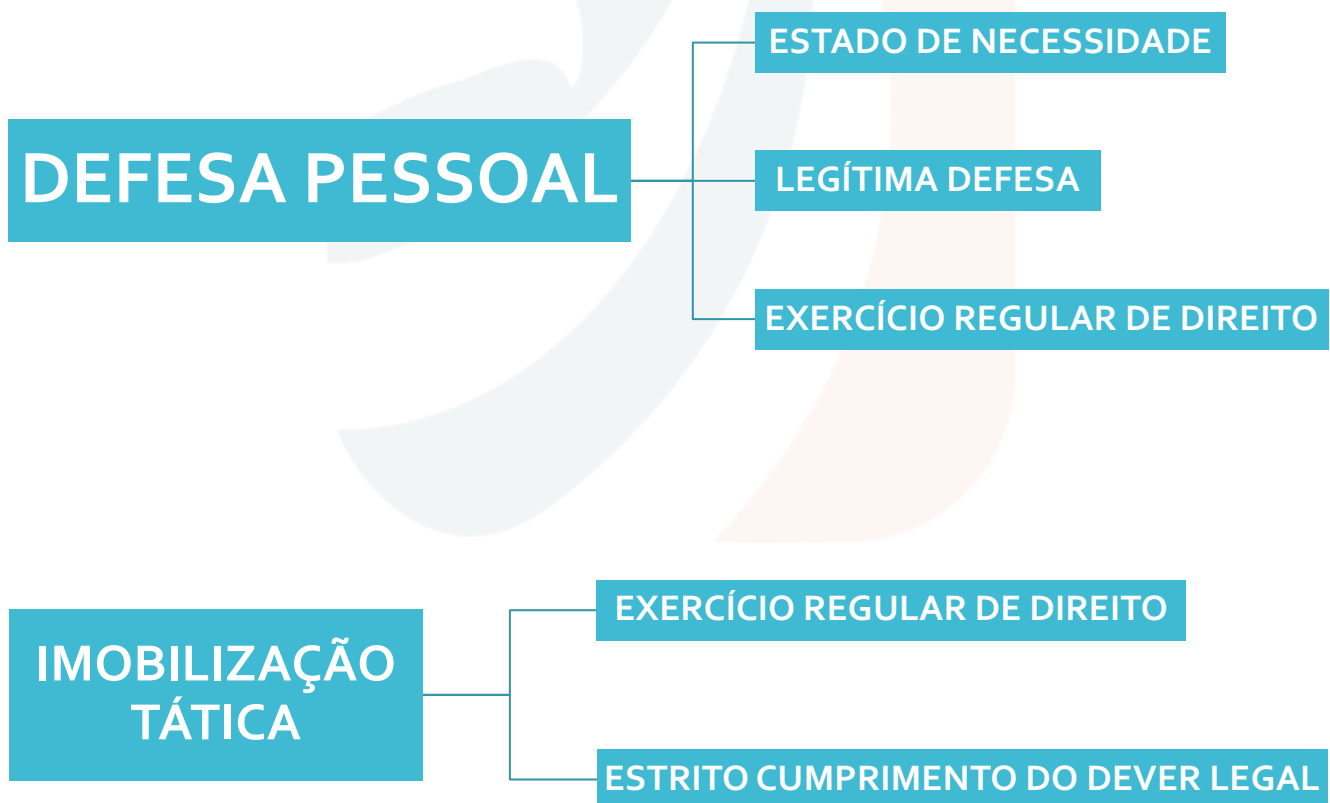 ESTADO DE NECESSIDADE
DEFESA PESSOAL
LEGÍTIMA DEFESA
EXERCÍCIO REGULAR DE DIREITO
EXERCÍCIO REGULAR DE DIREITO
IMOBILIZAÇÃO
TÁTICA
ESTRITO CUMPRIMENTO DO DEVER LEGAL